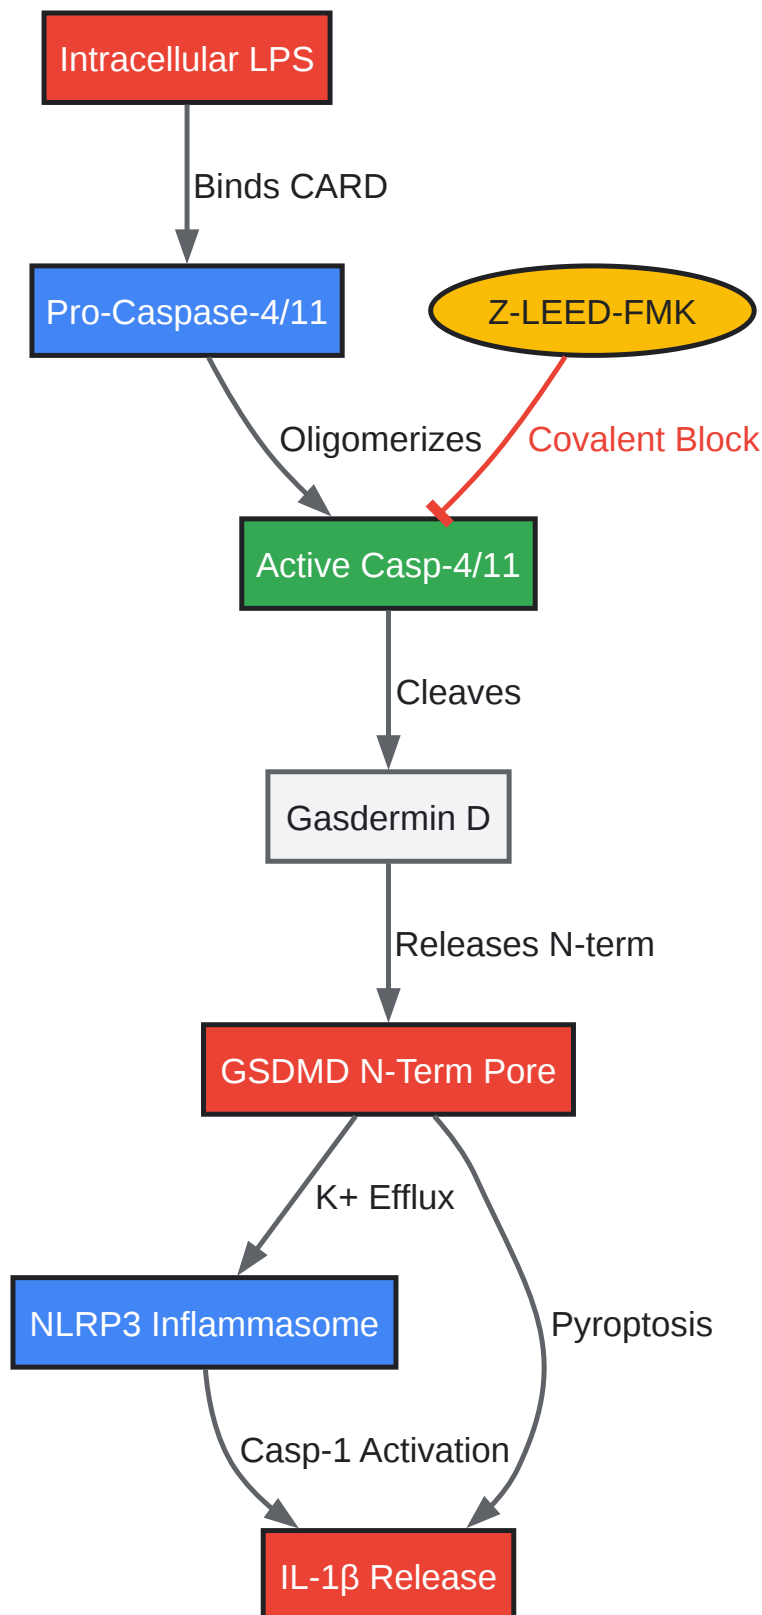 Intracellular LPS
Binds CARD
Pro-Caspase-4/11
Z-LEED-FMK
Oligomerizes
Covalent Block
Active Casp-4/11
Cleaves
Gasdermin D
Releases N-term
GSDMD N-Term Pore
K+ Efflux
NLRP3 Inflammasome
Pyroptosis
Casp-1 Activation
IL-1β Release